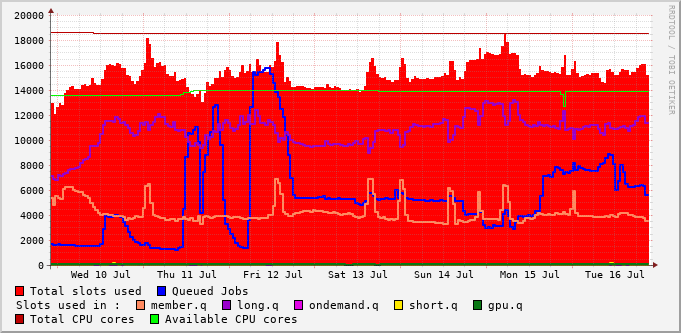 20000
18000
16000
14000
12000
10000
8000
6000
4000
2000
0
Wed 10 Jul Thu 11 Jul Fri 12 Jul Sat 13 Jul Sun 14 Jul Mon 15 Jul Tue 16 Jul
Total slots used Queued Jobs
Slots used in : member.q long.q ondemand.q short.q gpu.q
Total CPU cores Available CPU cores
RRDTOOL / TOBI OETIKER